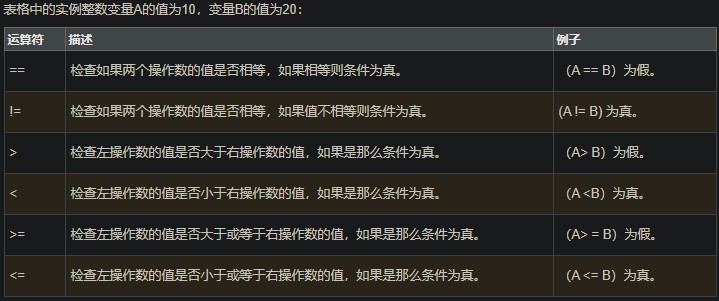 表格中的实例整数变量A的值为10，变量B的值为20：
运算符 描述 例子
== 检查如果两个操作数的值是否相等，如果相等则条件为真。 （A == B）为假。
!= 检查如果两个操作数的值是否相等，如果值不相等则条件为真。 (A != B) 为真。
> 检查左操作数的值是否大于右操作数的值，如果是那么条件为真。 （A> B）为假。
< 检查左操作数的值是否小于右操作数的值，如果是那么条件为真。 （A <B）为真。
>= 检查左操作数的值是否大于或等于右操作数的值，如果是那么条件为真。 （A> = B）为假。
<= 检查左操作数的值是否小于或等于右操作数的值，如果是那么条件为真。 （A <= B）为真。